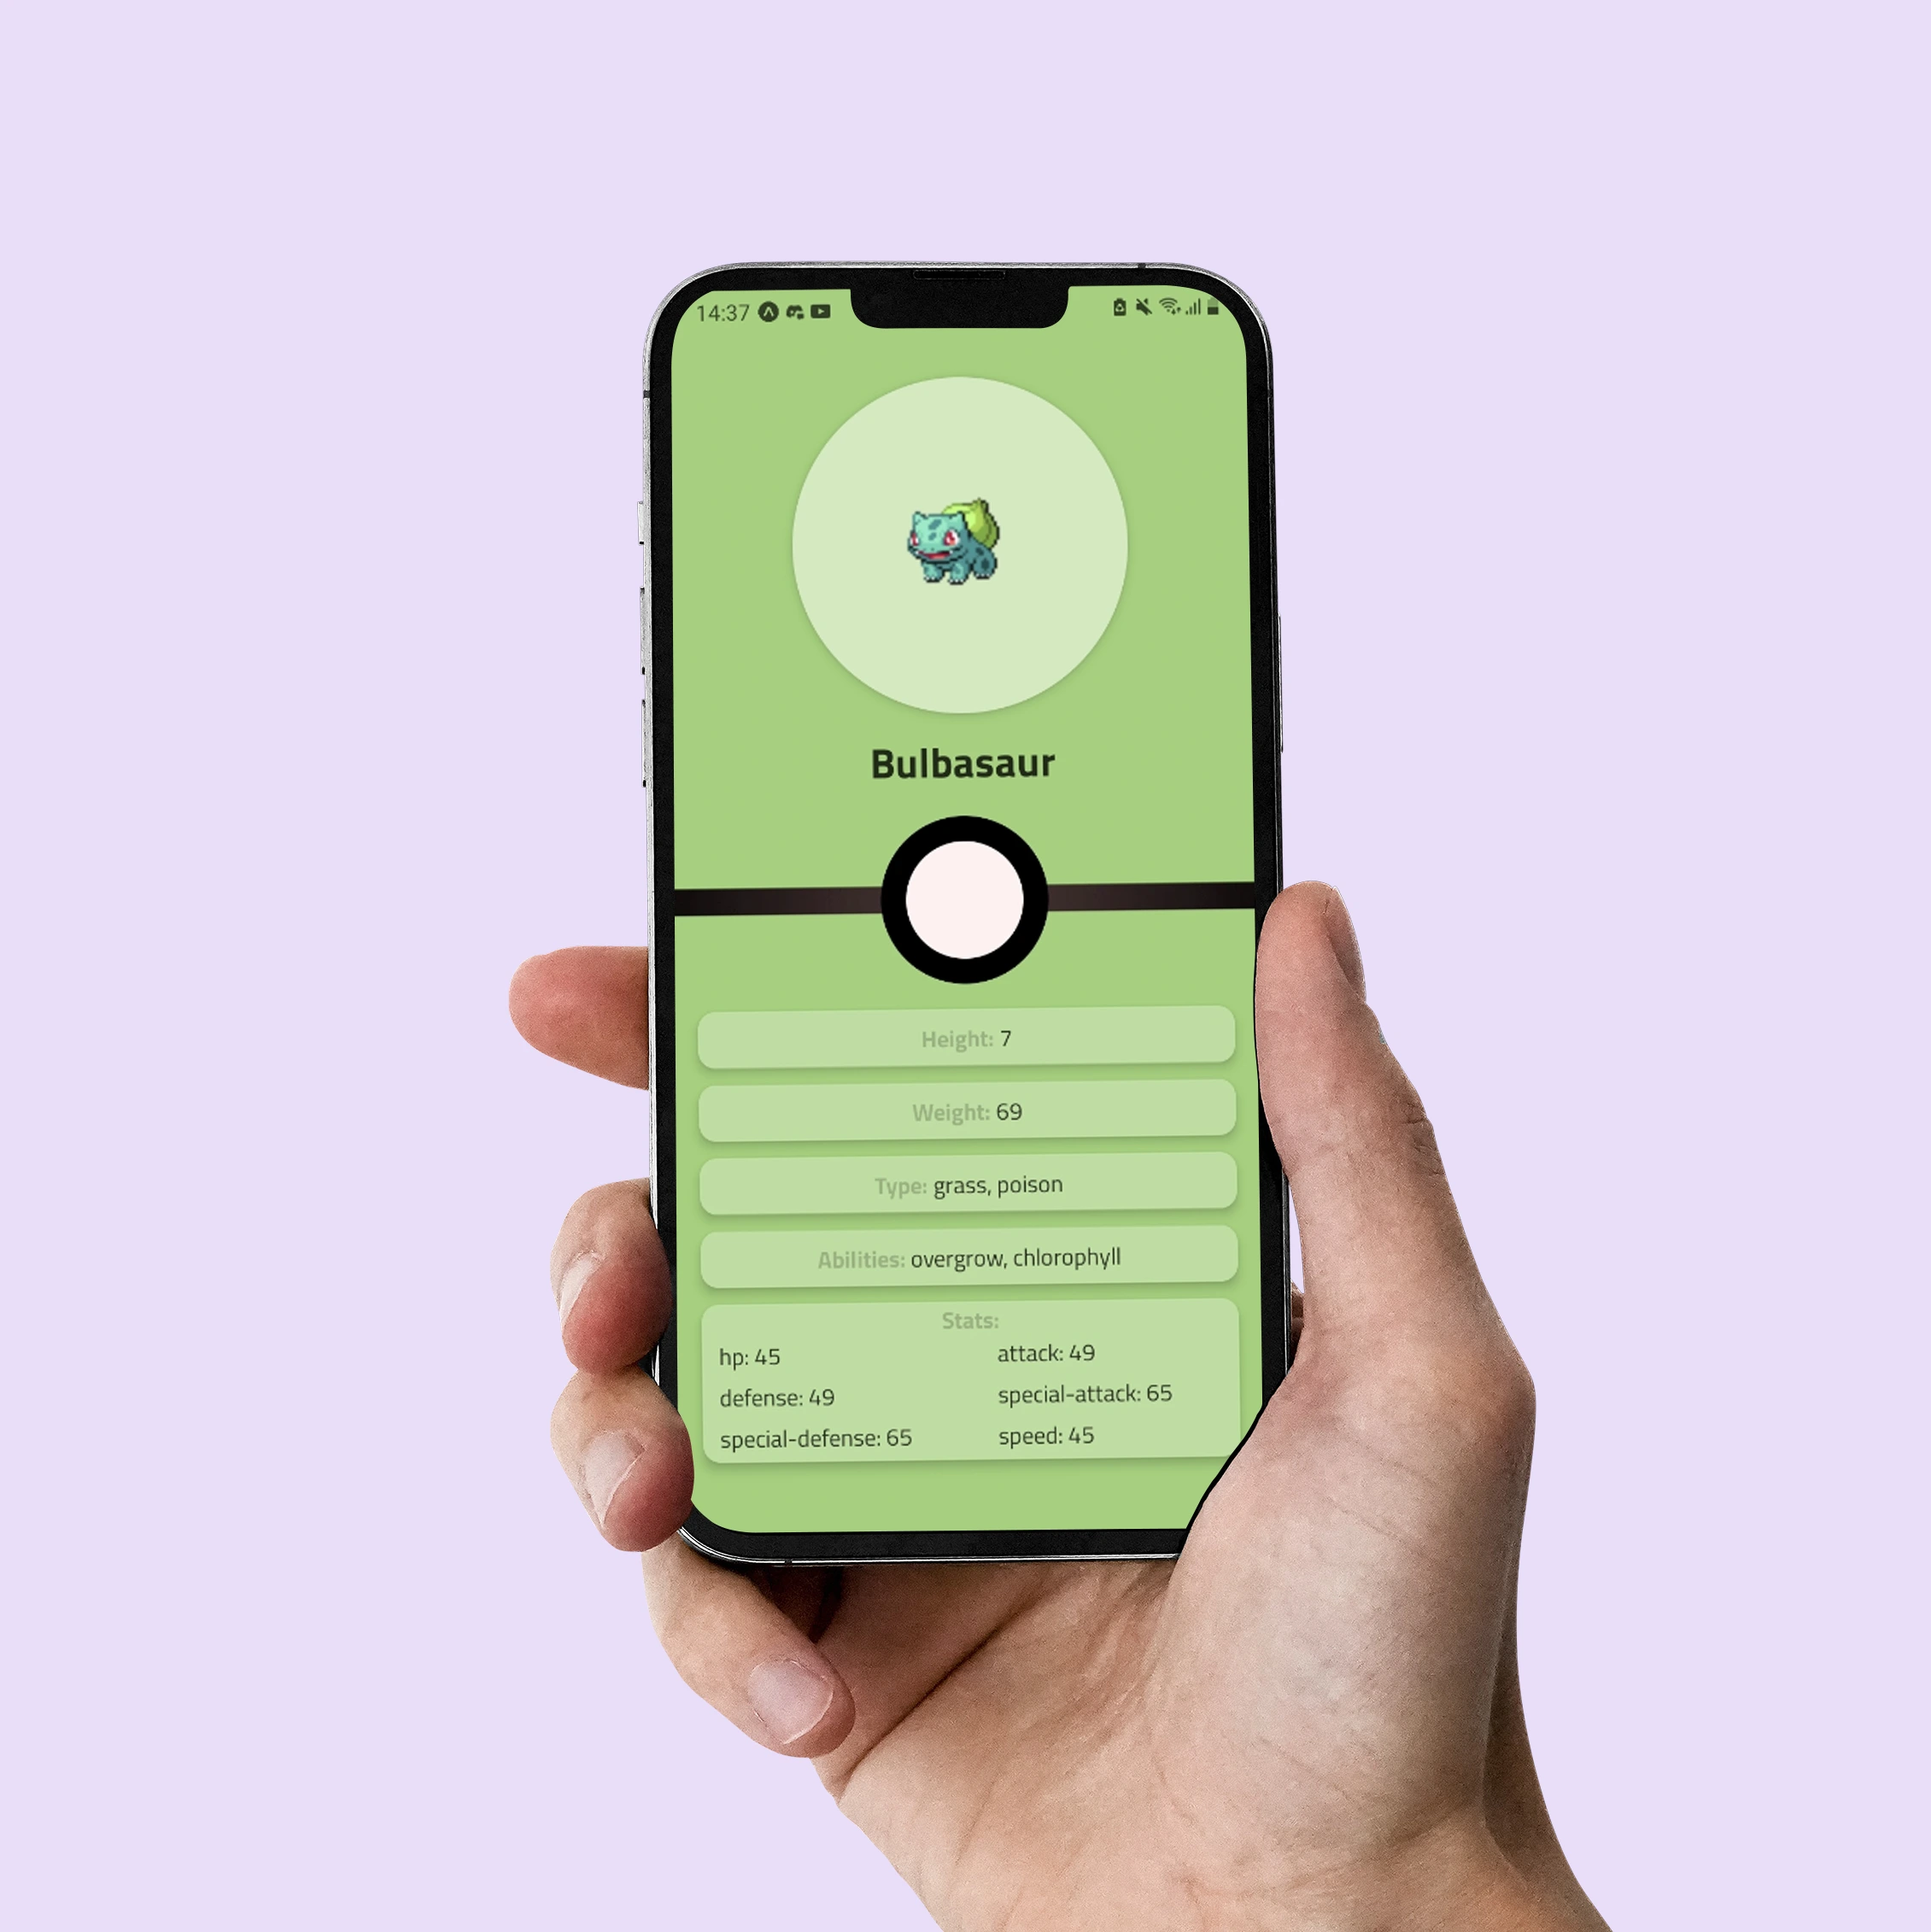 14:37
Bulbasaur
Height: 7
Weight: 69
Type: grass, poison
Abilities: overgrow, chlorophyll
Stats:
hp: 45 attack: 49
defense: 49 special-attack: 65
special-defense: 65 speed: 45